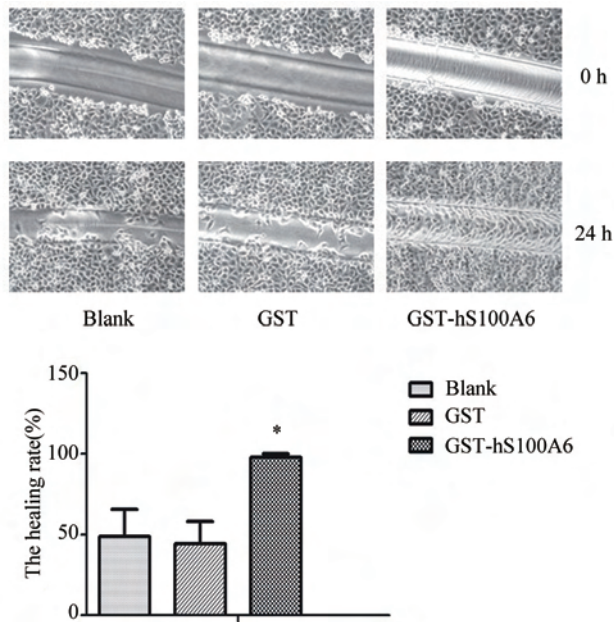 0 h
24 h
Blank
GST
GST-hS100A6
150
100
50
0
The healing rate(%)
*
Blank
GST
GST-hS100A6